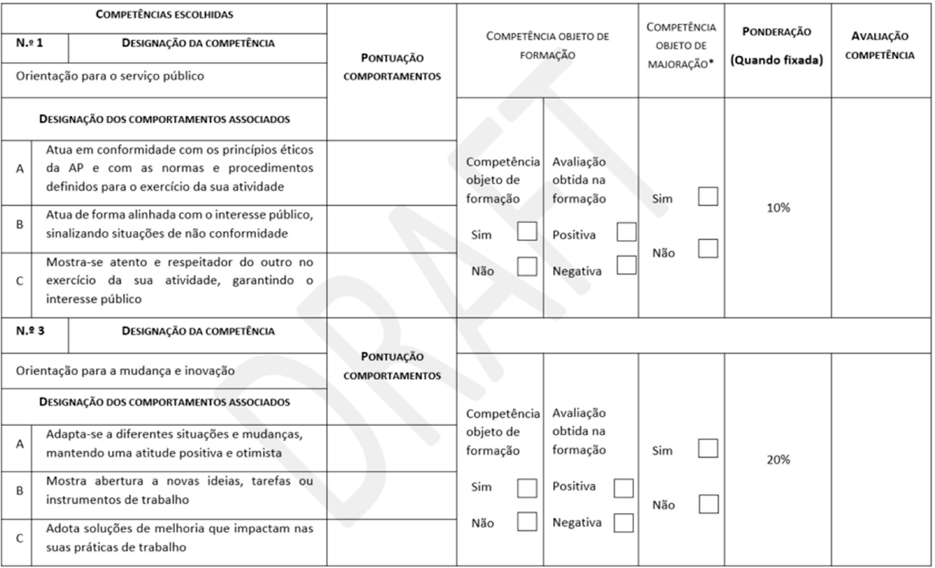 COMPETÊNCIAS ESCOLHIDAS
N.º 1 DESIGNAÇÃO DA COMPETÊNCIA
Orientação para o serviço público
PONTUAÇÃO
COMPORTAMENTOS
COMPETÊNCIA OBJETO DE
FORMAÇÃO
COMPETÊNCIA
OBJETO DE
MAJORAÇÃO*
PONDERAÇÃO
(Quando fixada)
AVALIAÇÃO
COMPETÊNCIA
DESIGNAÇÃO DOS COMPORTAMENTOS ASSOCIADOS
A
Atua em conformidade com os princípios éticos
da AP e com as normas e procedimentos
definidos para o exercício da sua atividade
B
Atua de forma alinhada com o interesse público,
sinalizando situações de não conformidade
C
Mostra-se atento e respeitador do outro no
exercício da sua atividade, garantindo o
interesse público
Competência
objeto de
formação
Sim
Não
Avaliação
obtida na
formação
Positiva
Negativa
Sim
Não
10%
N.º 3 DESIGNAÇÃO DA COMPETÊNCIA
Orientação para a mudança e inovação
PONTUAÇÃO
COMPORTAMENTOS
DESIGNAÇÃO DOS COMPORTAMENTOS ASSOCIADOS
A
Adapta-se a diferentes situações e mudanças,
mantendo uma atitude positiva e otimista
B
Mostra abertura a novas ideias, tarefas ou
instrumentos de trabalho
C
Adota soluções de melhoria que impactam nas
suas práticas de trabalho
Competência
objeto de
formação
Sim
Não
Avaliação
obtida na
formação
Positiva
Negativa
Sim
Não
20%
DRAFT